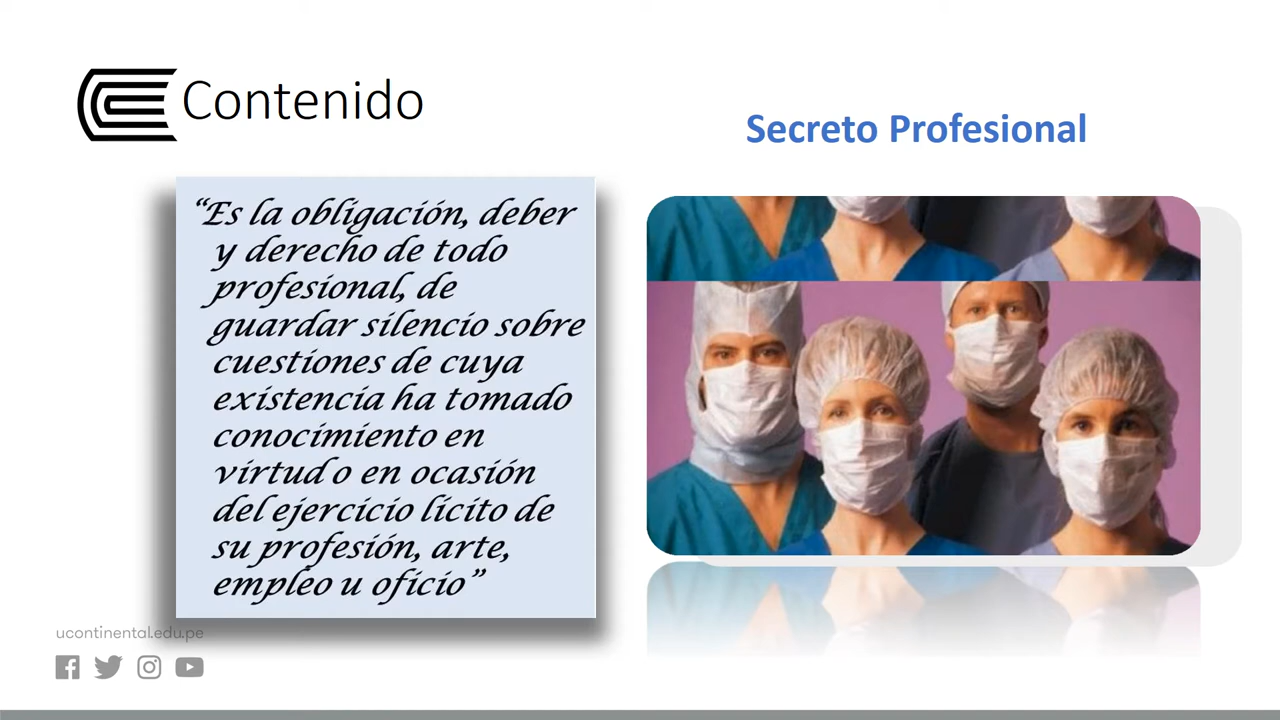 Contenido
Secreto Profesional
“Es la obligación, deber
y derecho de todo
profesional, de
guardar silencio sobre
cuestiones de cuya
existencia ha tomado
conocimiento en
virtud o en ocasión
del ejercicio lícito de
su profesión, arte,
empleo u oficio”
ucontinental.edu.pe